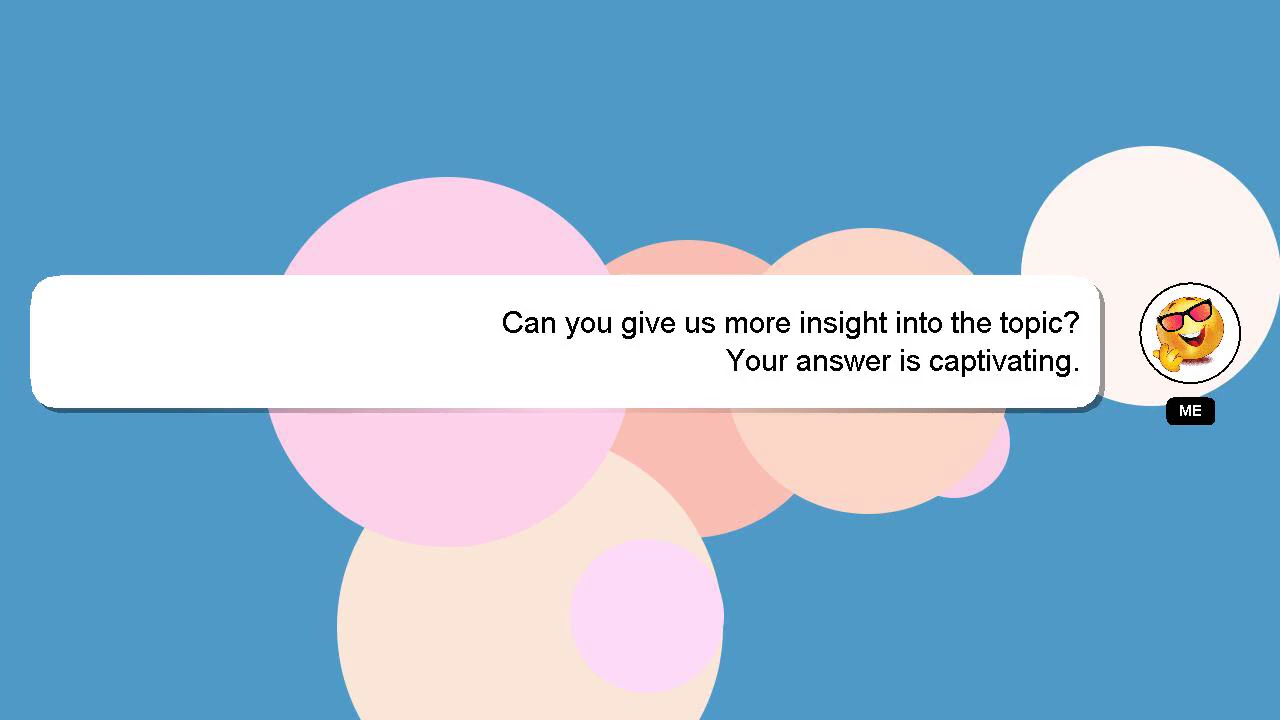 Can you give us more insight into the topic?
Your answer is captivating.
ME